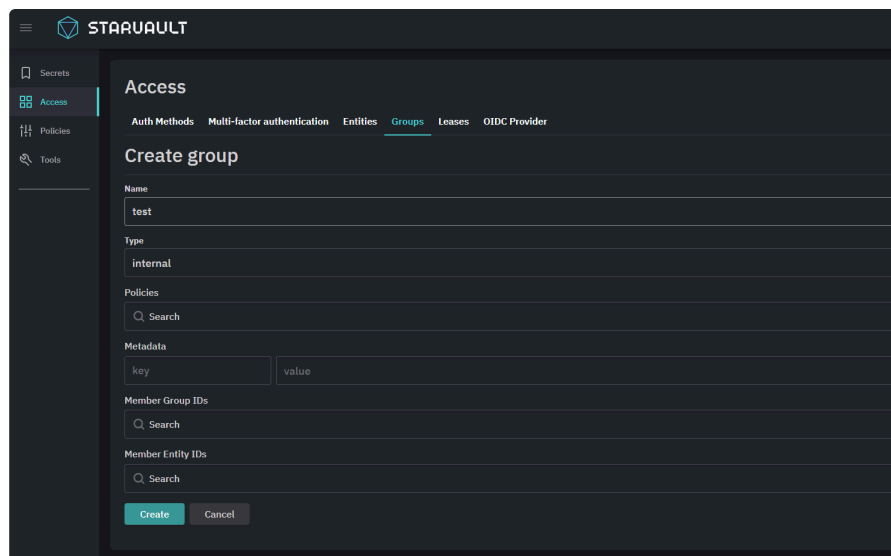 STARVAULT
Secrets
Access
Policies
Tools
Access
Auth Methods Multi-factor authentication Entities Groups Leases OIDC Provider
Create group
Name
test
Type
internal
Policies
Search
Metadata
key value
Member Group IDs
Search
Member Entity IDs
Search
Create Cancel